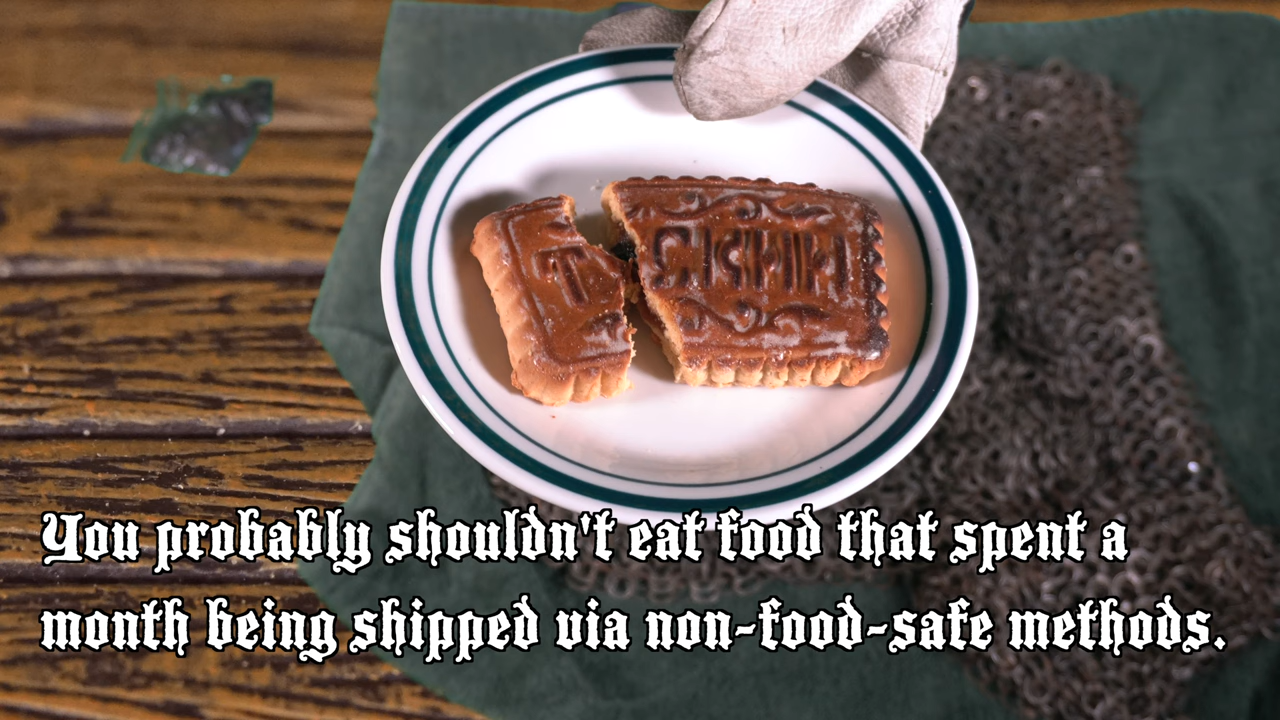 You probably shouldn't eat food that spent a
month being shipped via non-food-safe methods.